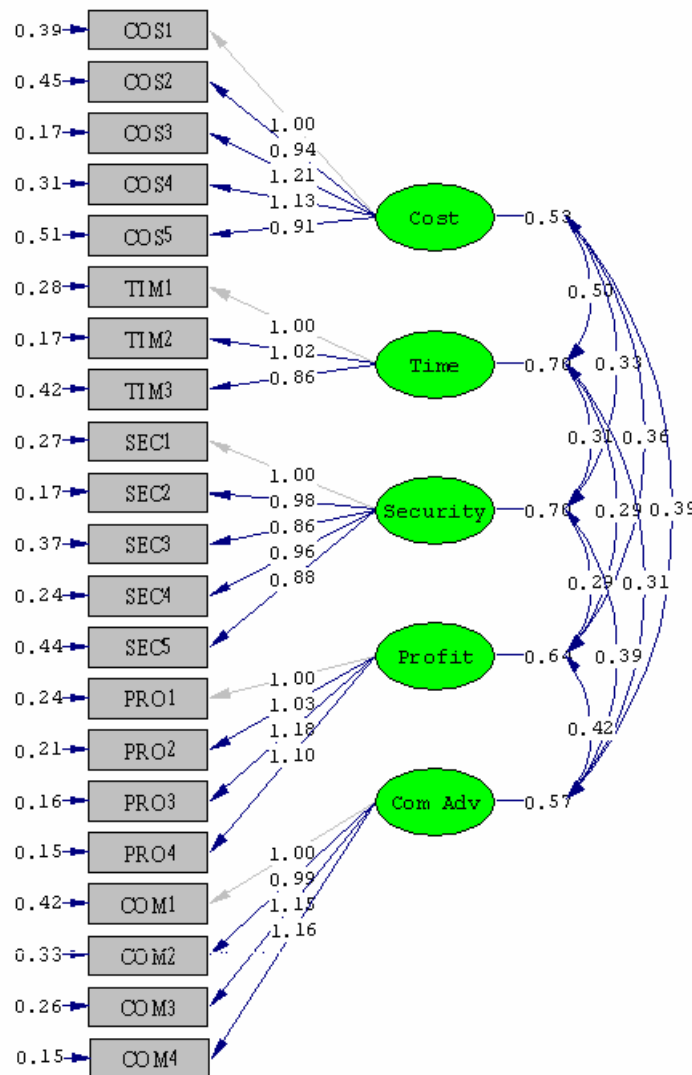 0.39 COS1
0.45 COS2
1.00
0.17 COS3
0.94
1.21
0.31 COS4
1.13
0.91
Cost 0.53
0.51 COS5
0.28 TIM1
0.50
1.00
0.17 TIM2
1.02
Time 0.70
0.33
0.86
0.42 TIM3
0.27 SEC1
0.31 0.36
1.00
0.17 SEC2
0.98
Security 0.70
0.29 0.39
0.86
0.37 SEC3
0.96
0.88
0.24 SEC4
0.29 0.31
0.44 SEC5
Profit 0.64
0.39
0.24 PRO1
1.00
1.03
1.18
0.42
0.21 PRO2
1.10
0.16 PRO3
Com Adv 0.57
0.15 PRO4
1.00
0.99
0.42 COM1
1.15
1.16
0.33 COM2
0.26 COM3
0.15 COM4